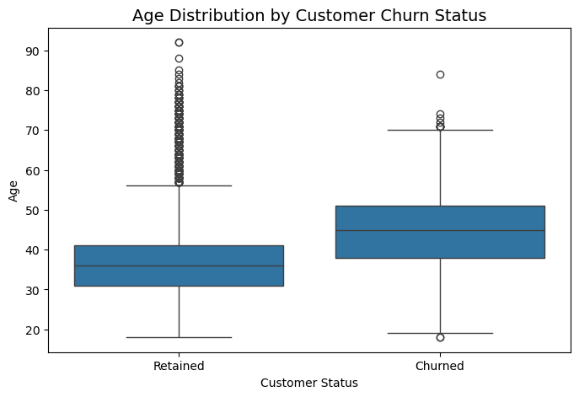 Age Distribution by Customer Churn Status
90
80
70
60
50
40
30
20
Age
Retained
Churned
Customer Status